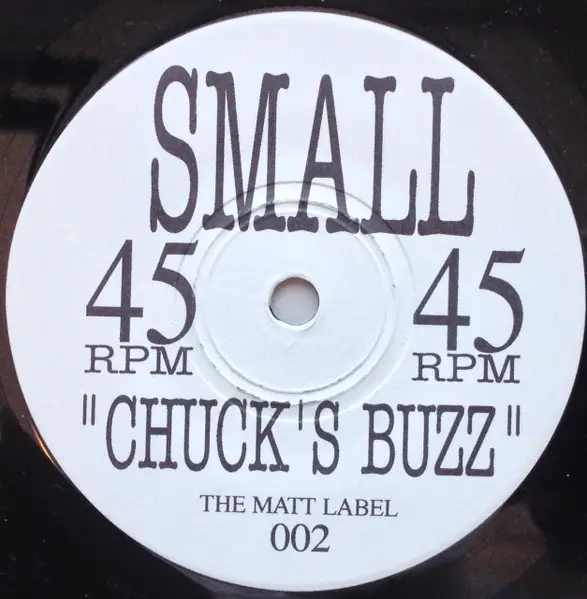 SMALL
45 45
RPM RPM
"CHUCK'S BUZZ"
THE MATT LABEL
002